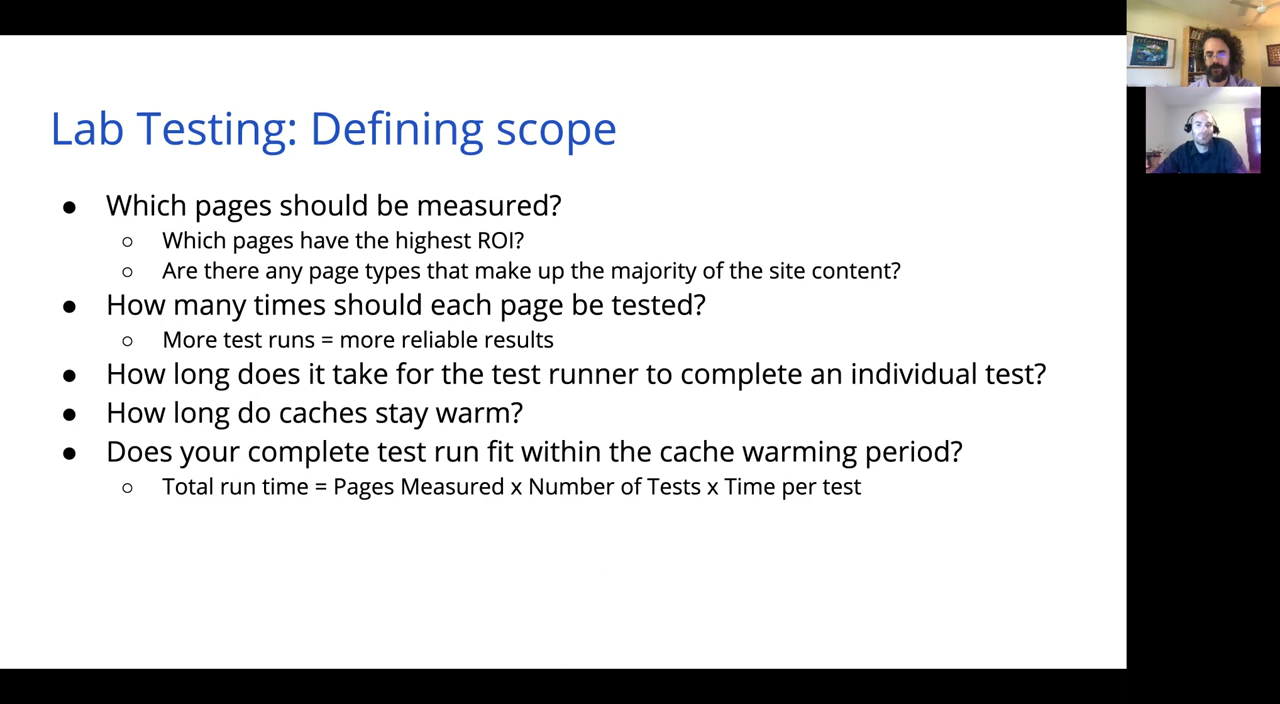 Lab Testing: Defining scope
● Which pages should be measured?
○ Which pages have the highest ROI?
○ Are there any page types that make up the majority of the site content?
● How many times should each page be tested?
○ More test runs = more reliable results
● How long does it take for the test runner to complete an individual test?
● How long do caches stay warm?
● Does your complete test run fit within the cache warming period?
○ Total run time = Pages Measured x Number of Tests x Time per test